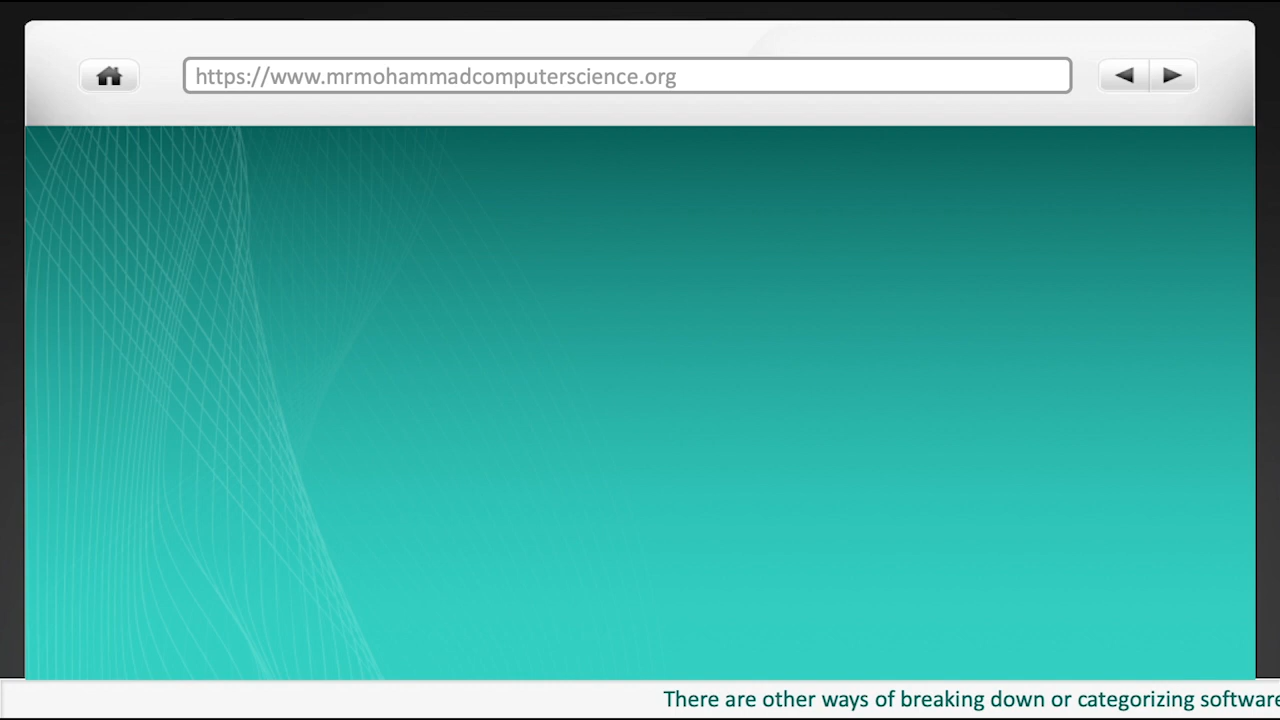 https://www.mrmohammadcomputerscience.org
There are other ways of breaking down or categorizing software